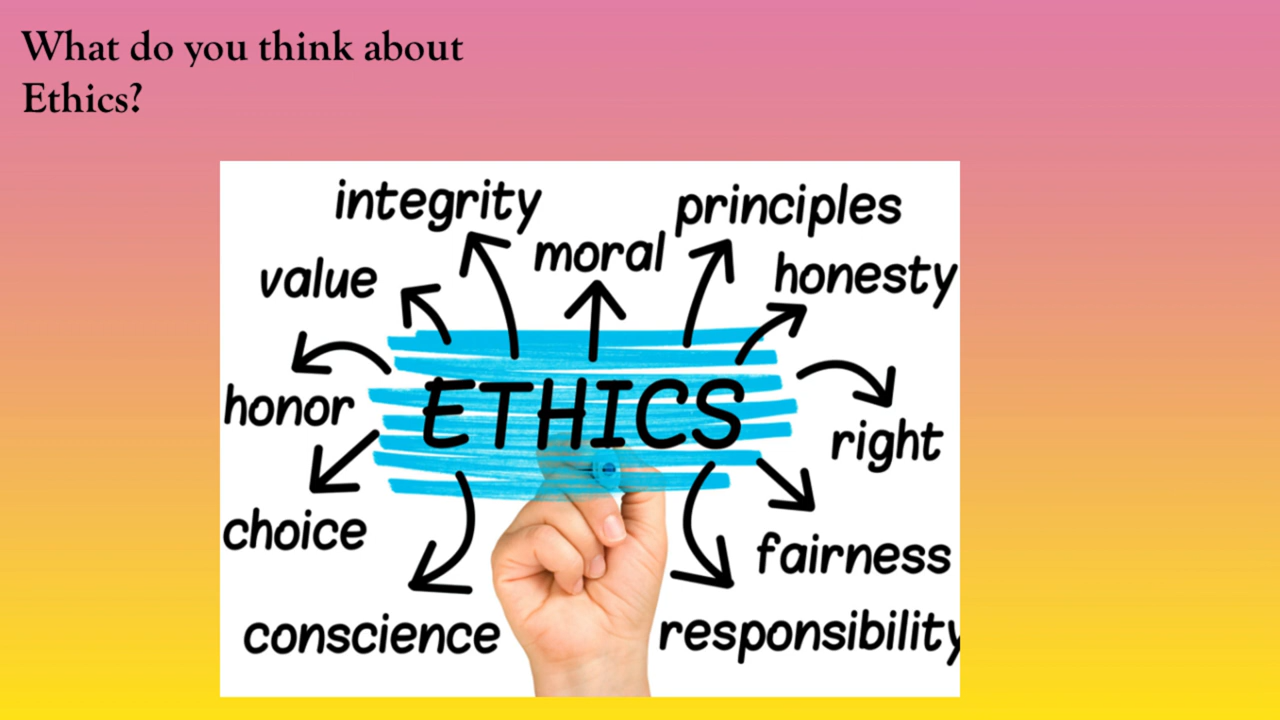 What do you think about
Ethics?
integrity
principles
moral
value
honesty
honor
ETHICS
right
choice
fairness
conscience
responsibility